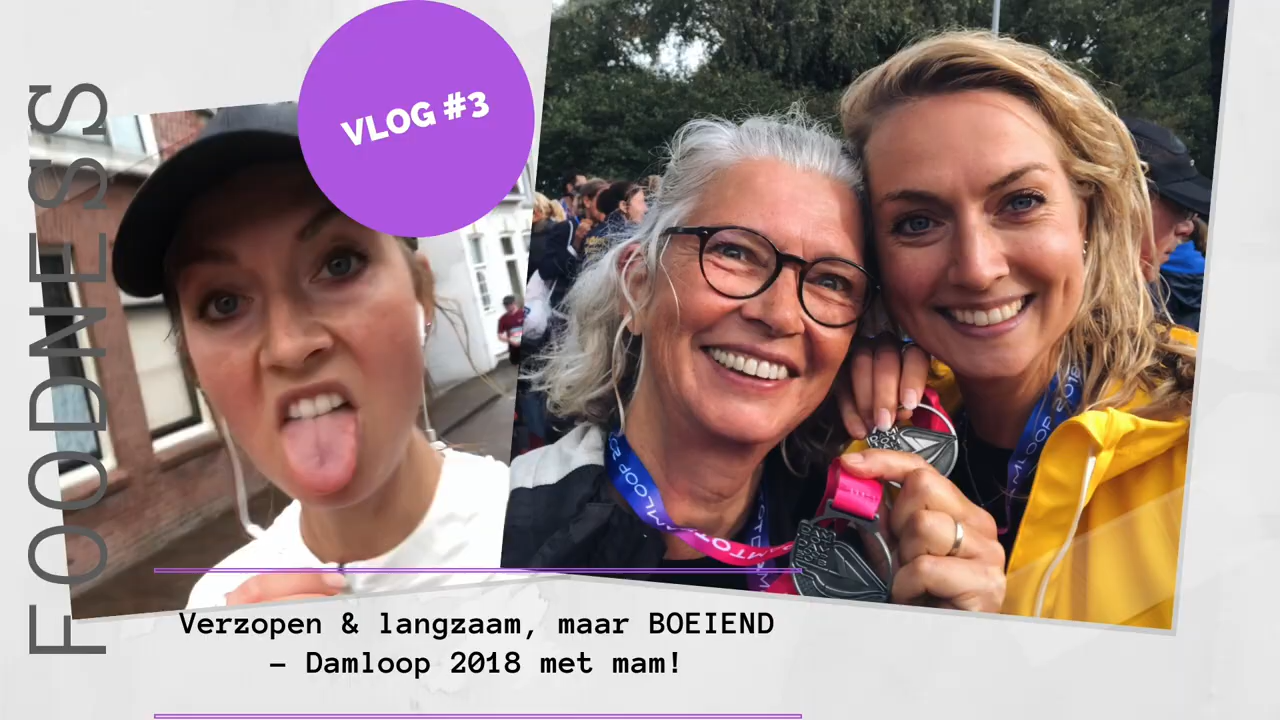 FOODNESS
VLOG #3
Verzopen & langzaam, maar BOEIEND
– Damloop 2018 met mam!